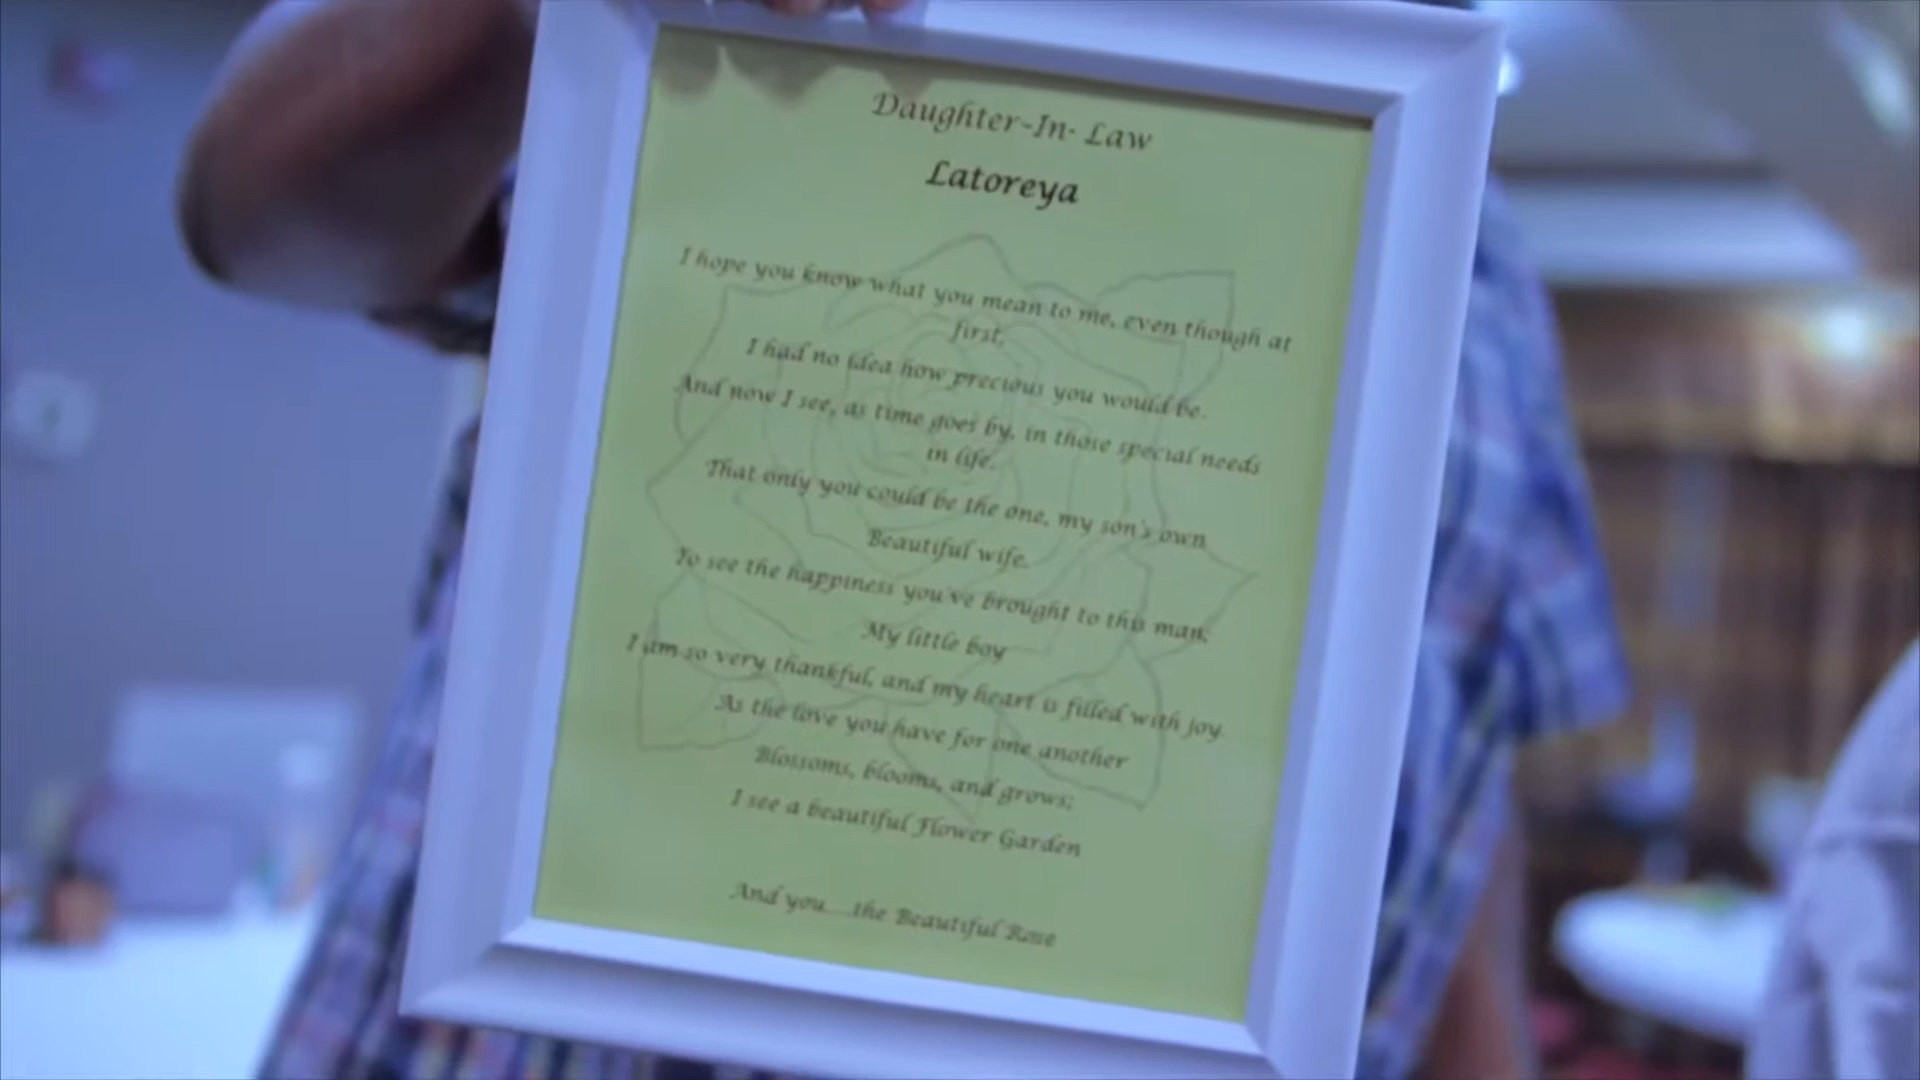 Daughter-In- Law
Latoreya
I hope you know what you mean to me, even though at
first,
I had no idea how precious you would be.
And now I see, as time goes by, in those special needs
in life,
That only you could be the one, my son's own
Beautiful wife.
To see the happiness you've brought to this man;
My little boy
I am so very thankful, and my heart is filled with joy
As the love you have for one another
Blossoms, blooms, and grows;
I see a beautiful Flower Garden
And you....the Beautiful Rose